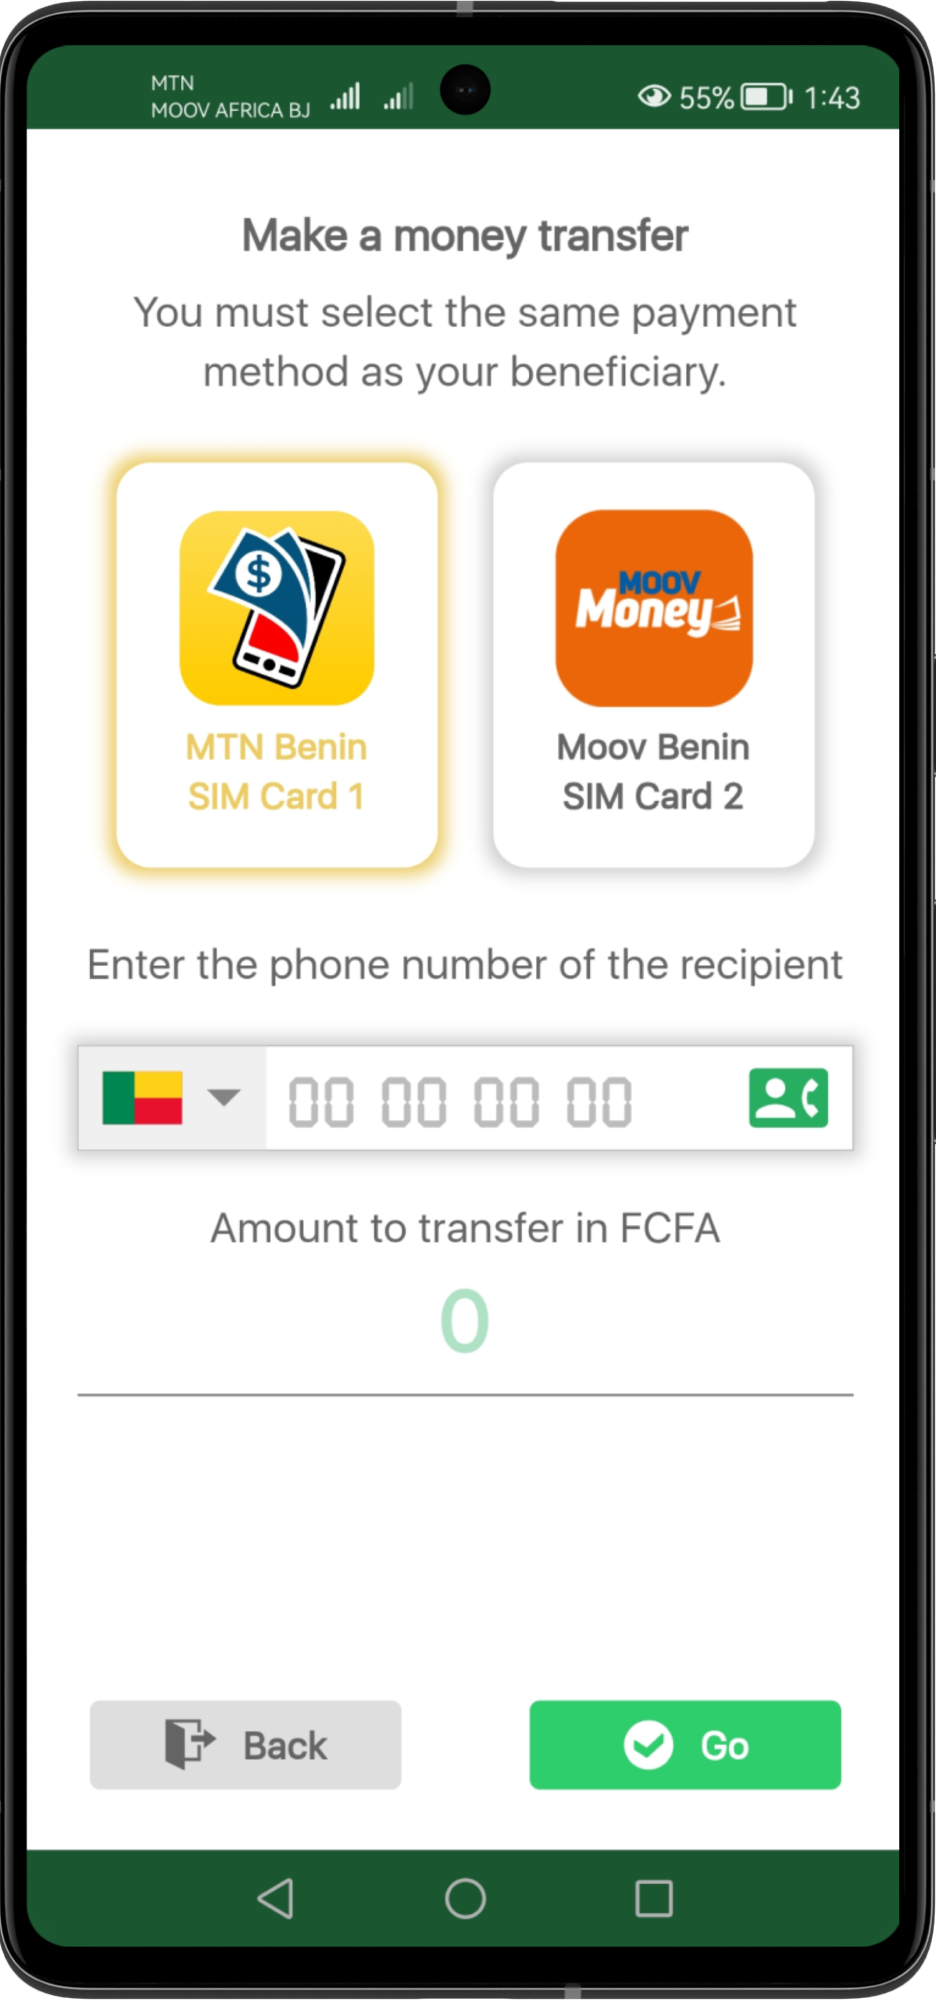 MTN
MOOV AFRICA BJ
55% 1:43
Make a money transfer
You must select the same payment
method as your beneficiary.
$
MOOV
Money
MTN Benin
SIM Card 1
Moov Benin
SIM Card 2
Enter the phone number of the recipient
00 00 00 00
Amount to transfer in FCFA
0
Back
Go